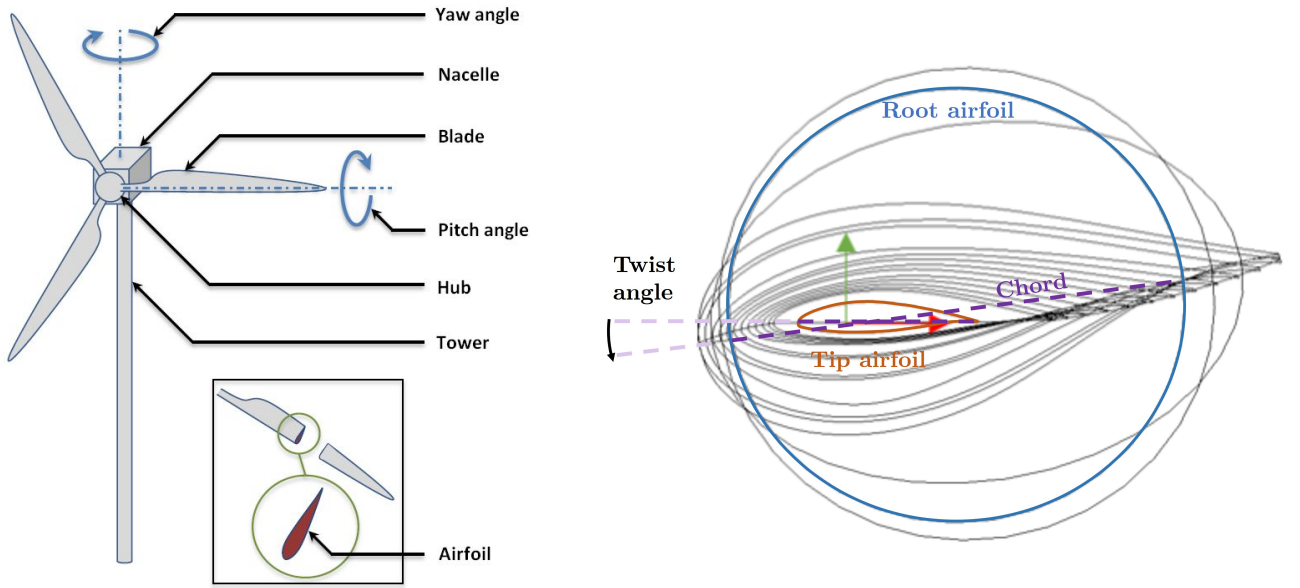 Yaw angle
Nacelle
Blade
Pitch angle
Hub
Tower
Airfoil
Root airfoil
Twist
angle
Chord
Tip airfoil